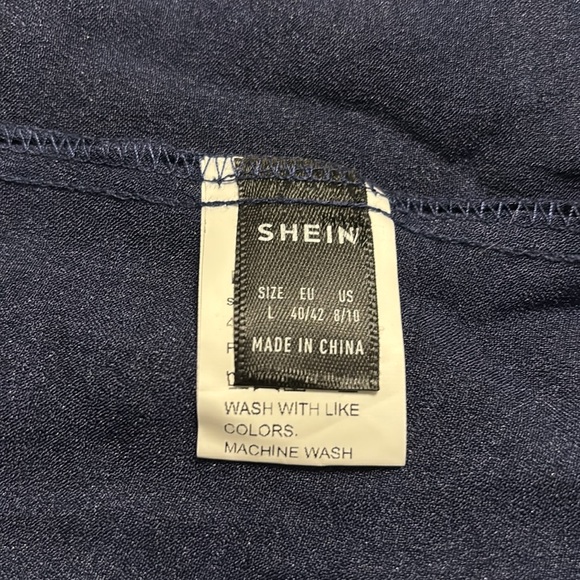 SHEIN
SIZE EU US
L 40/42 8/10
MADE IN CHINA
WASH WITH LIKE
COLORS.
MACHINE WASH